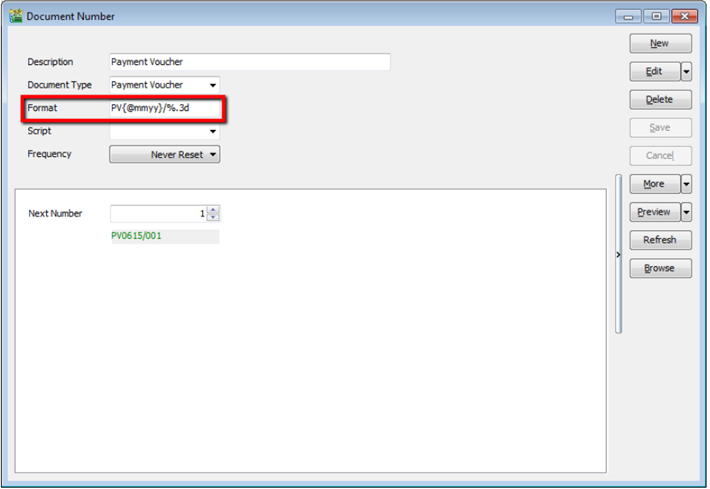 Document Number
Description Payment Voucher
Document Type Payment Voucher
Format PV{@mmyy}/%.3d
Script
Frequency Never Reset
Next Number 1
PV0615/001
New
Edit
Delete
Save
Cancel
More
Preview
Refresh
Browse